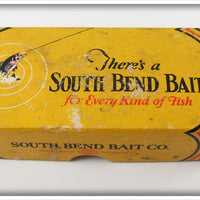 There's a
SOUTH BEND BAIT
for Every Kind of Fish
SOUTH BEND BAIT CO.